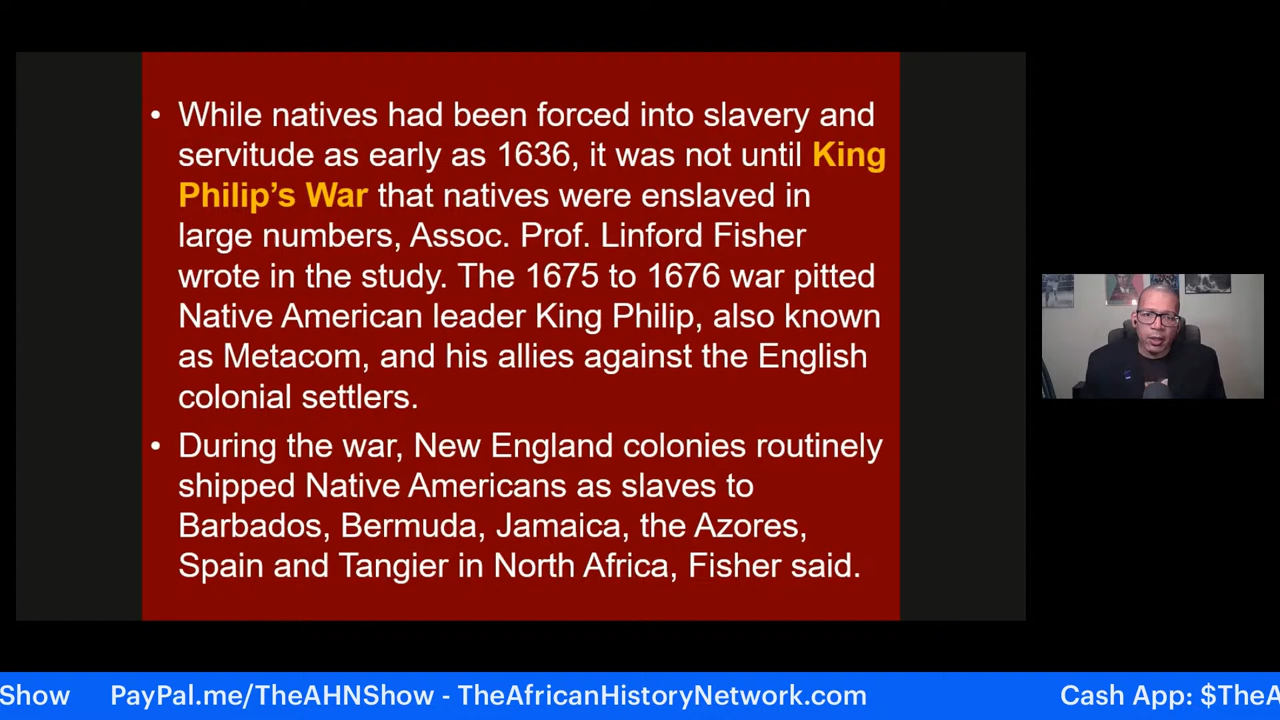 • While natives had been forced into slavery and
servitude as early as 1636, it was not until King
Philip’s War that natives were enslaved in
large numbers, Assoc. Prof. Linford Fisher
wrote in the study. The 1675 to 1676 war pitted
Native American leader King Philip, also known
as Metacom, and his allies against the English
colonial settlers.
• During the war, New England colonies routinely
shipped Native Americans as slaves to
Barbados, Bermuda, Jamaica, the Azores,
Spain and Tangier in North Africa, Fisher said.
Show PayPal.me/TheAHNShow - TheAfricanHistoryNetwork.com Cash App: $TheA